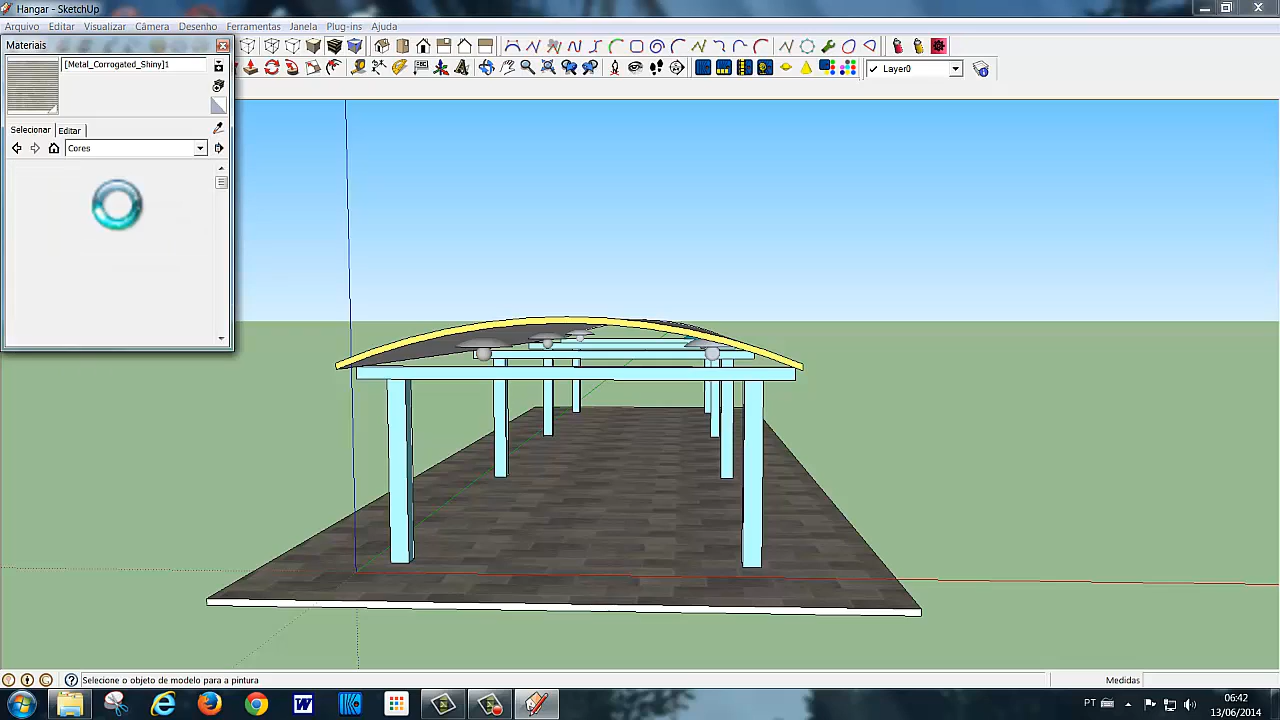 Hangar - SketchUp
Arquivo Editar Visualizar Câmera Desenho Ferramentas Janela Plug-ins Ajuda
Materiais
[Metal_Corrogated_Shiny]1
Layer0
Selecionar Editar
Cores
Selecione o objeto de modelo para a pintura
Medidas
PT
06:42
13/06/2014